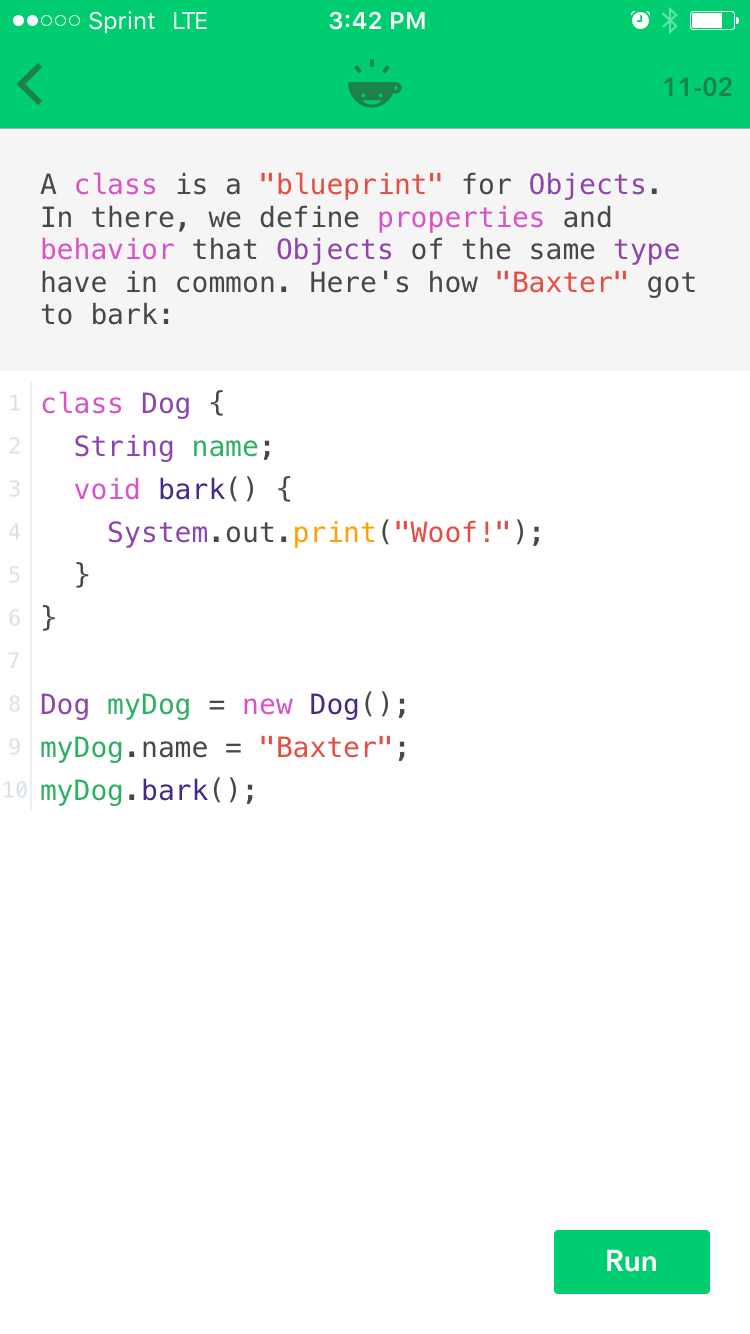 Sprint LTE 3:42 PM
11-02
A class is a "blueprint" for Objects.
In there, we define properties and
behavior that Objects of the same type
have in common. Here's how "Baxter" got
to bark:
1 class Dog {
2   String name;
3   void bark() {
4     System.out.print("Woof!");
5   }
6 }
7
8 Dog myDog = new Dog();
9 myDog.name = "Baxter";
10 myDog.bark();
Run